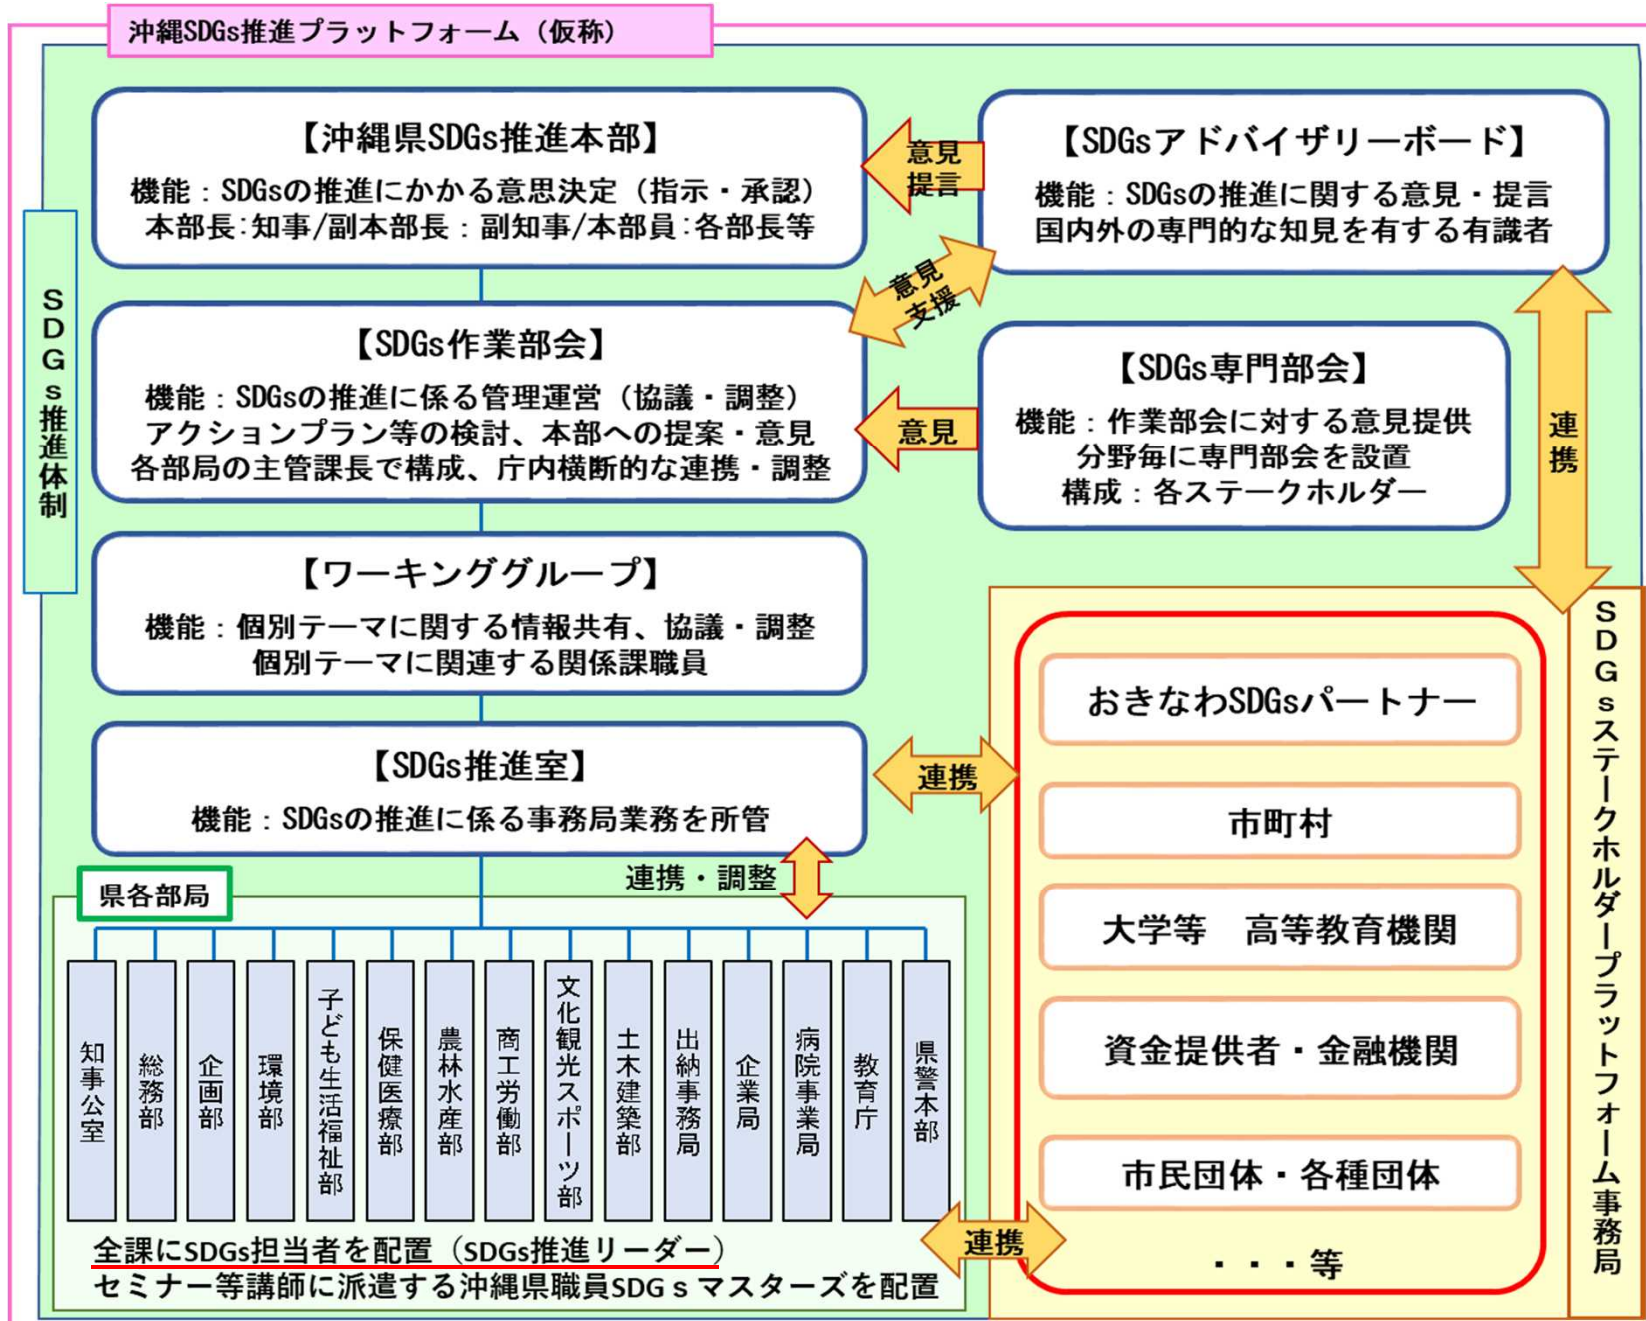 沖縄SDGs推進プラットフォーム（仮称）
SDGs推進体制
【沖縄県SDGs推進本部】
機能：SDGsの推進にかかる意思決定（指示・承認）
本部長：知事/副本部長：副知事/本部員：各部長等
意見
提言
【SDGsアドバイザリーボード】
機能：SDGsの推進に関する意見・提言
国内外の専門的な知見を有する有識者
意見
支援
【SDGs作業部会】
機能：SDGsの推進に係る管理運営（協議・調整）
アクションプラン等の検討、本部への提案・意見
各部局の主管課長で構成、庁内横断的な連携・調整
意見
【SDGs専門部会】
機能：作業部会に対する意見提供
分野毎に専門部会を設置
構成：各ステークホルダー
連携
【ワーキンググループ】
機能：個別テーマに関する情報共有、協議・調整
個別テーマに関連する関係課職員
【SDGs推進室】
機能：SDGsの推進に係る事務局業務を所管
連携
連携・調整
県各部局
知事公室
総務部
企画部
環境部
子ども生活福祉部
保健医療部
農林水産部
商工労働部
文化観光スポーツ部
土木建築部
出納事務局
企業局
病院事業局
教育庁
県警本部
全課にSDGs担当者を配置（SDGs推進リーダー）
セミナー等講師に派遣する沖縄県職員SDGｓマスターズを配置
連携
おきなわSDGsパートナー
市町村
大学等　高等教育機関
資金提供者・金融機関
市民団体・各種団体
・・・等
SDGsステークホルダープラットフォーム事務局